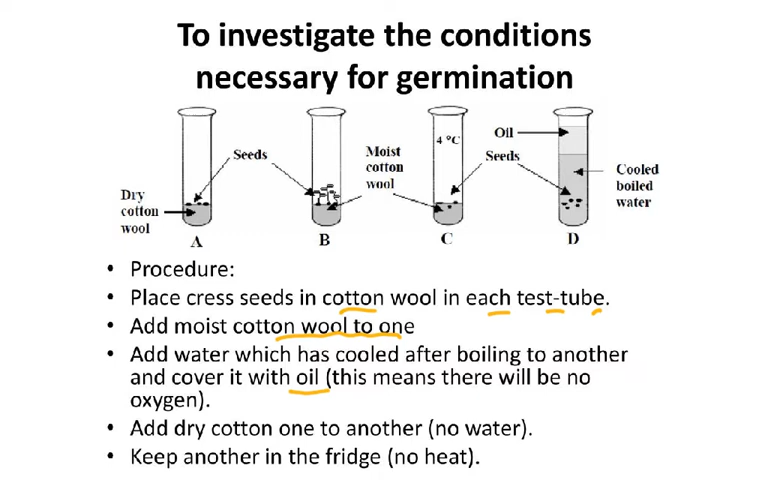 To investigate the conditions
necessary for germination
Seeds
Dry
cotton
wool
Moist
cotton
wool
4 °C
Seeds
Oil
Cooled
boiled
water
A
B
C
D
• Procedure:
• Place cress seeds in cotton wool in each test-tube.
• Add moist cotton wool to one
• Add water which has cooled after boiling to another
and cover it with oil (this means there will be no
oxygen).
• Add dry cotton one to another (no water).
• Keep another in the fridge (no heat).